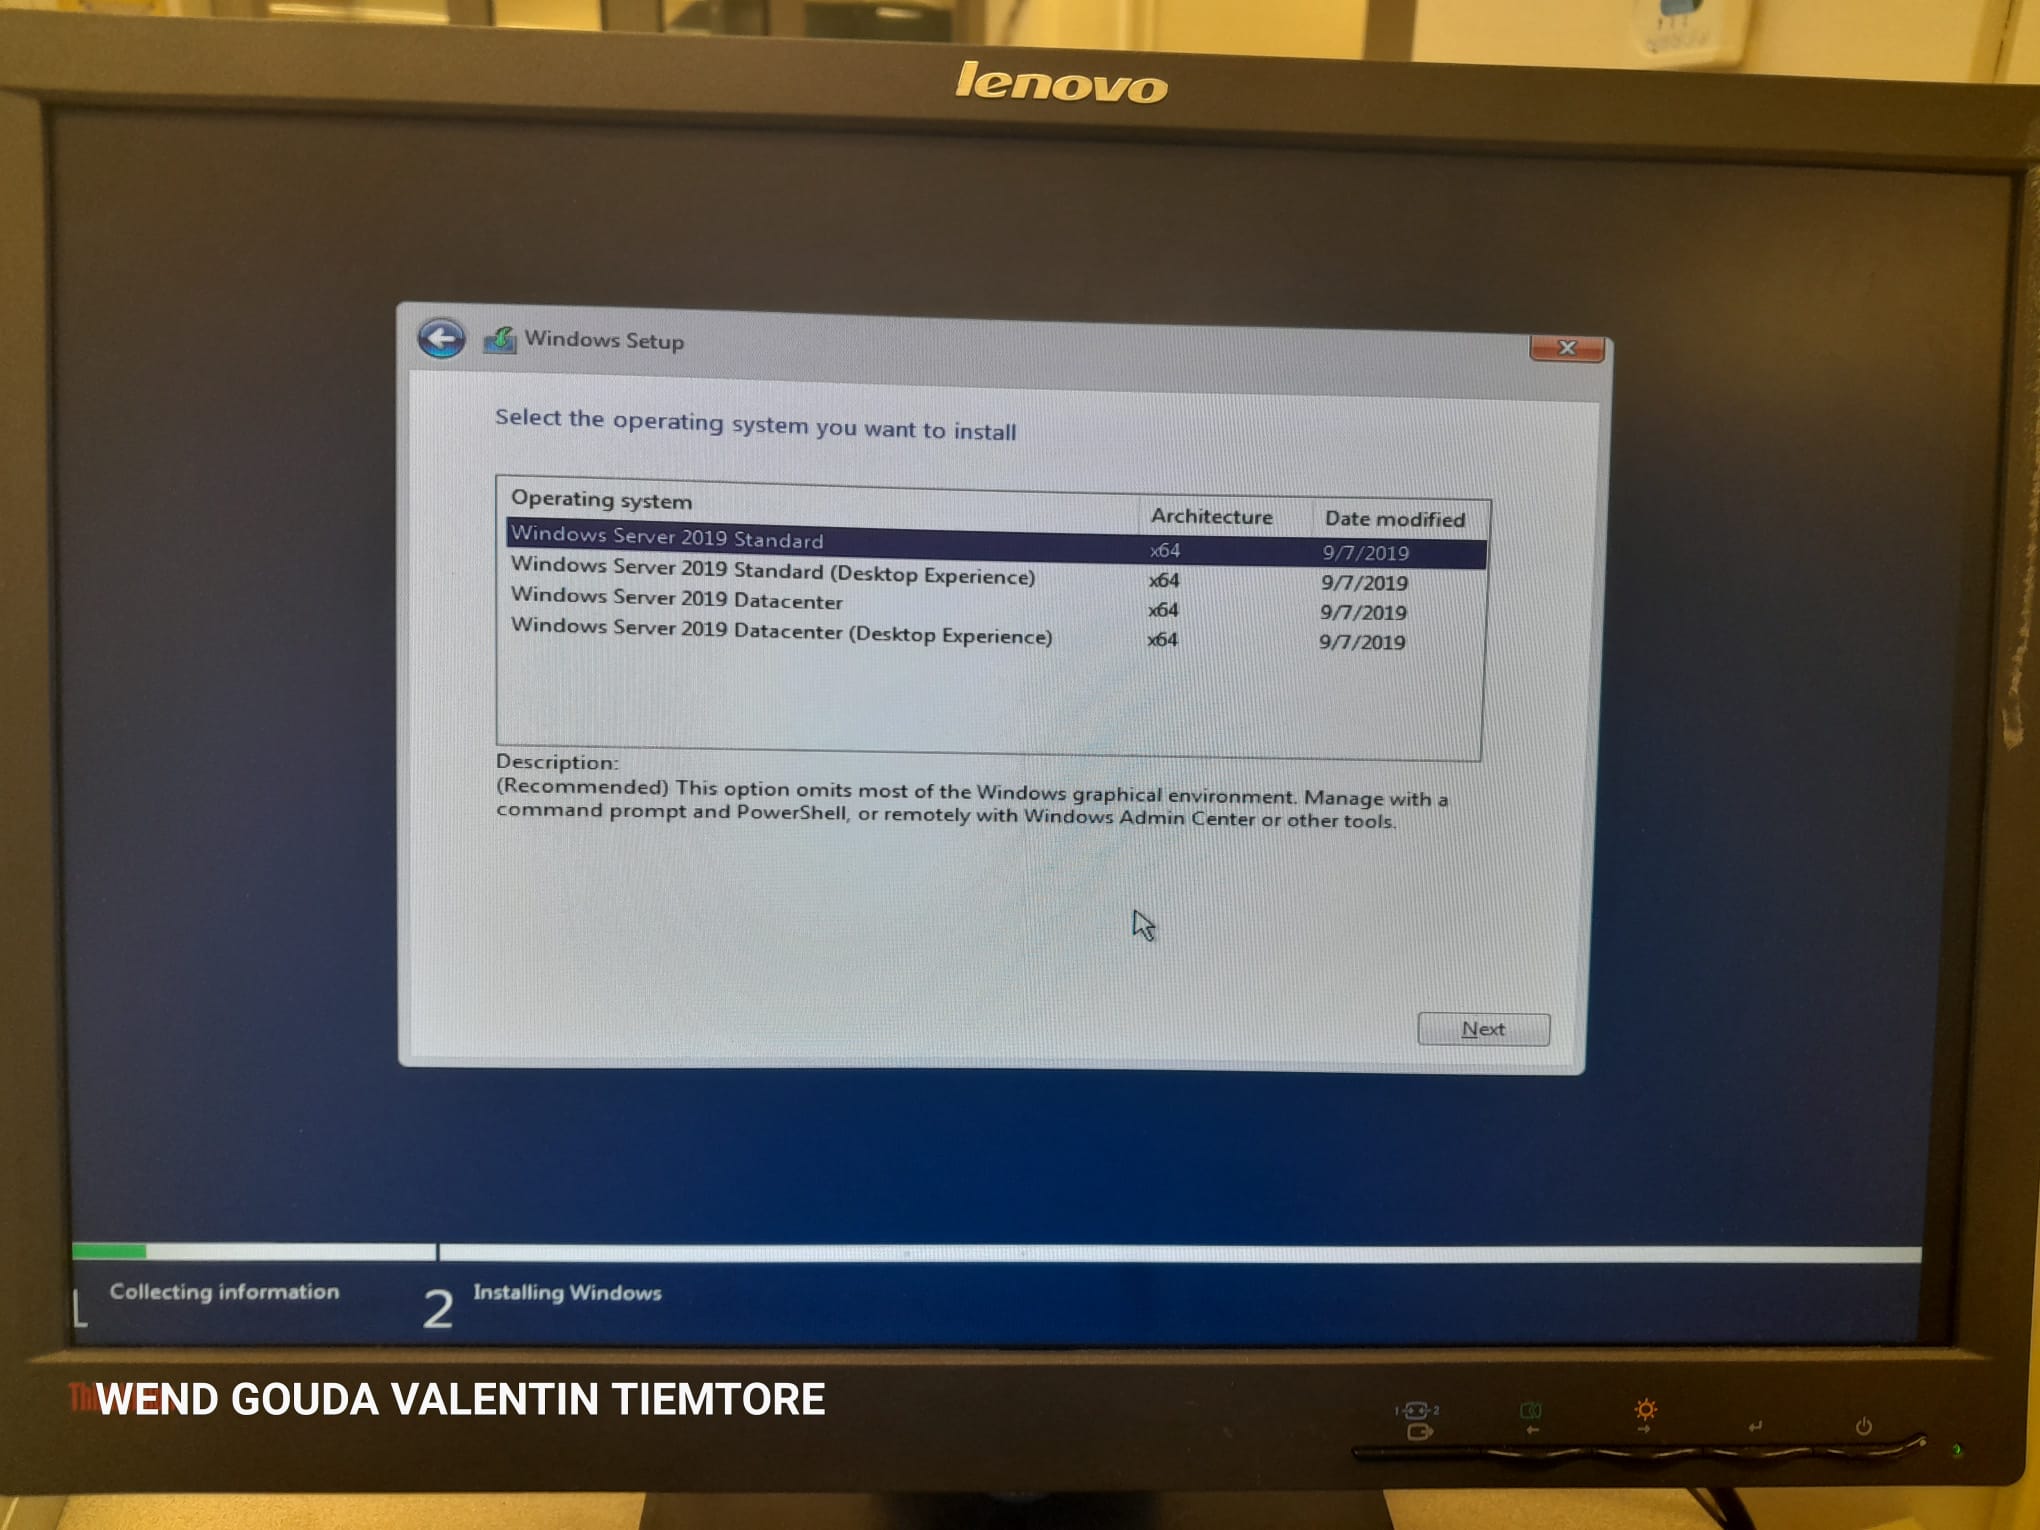 lenovo
Windows Setup
Select the operating system you want to install
Operating system Architecture Date modified
Windows Server 2019 Standard x64 9/7/2019
Windows Server 2019 Standard (Desktop Experience) x64 9/7/2019
Windows Server 2019 Datacenter x64 9/7/2019
Windows Server 2019 Datacenter (Desktop Experience) x64 9/7/2019
Description:
(Recommended) This option omits most of the Windows graphical environment. Manage with a
command prompt and PowerShell, or remotely with Windows Admin Center or other tools.
Next
1 Collecting information 2 Installing Windows
WEND GOUDA VALENTIN TIEMTORE